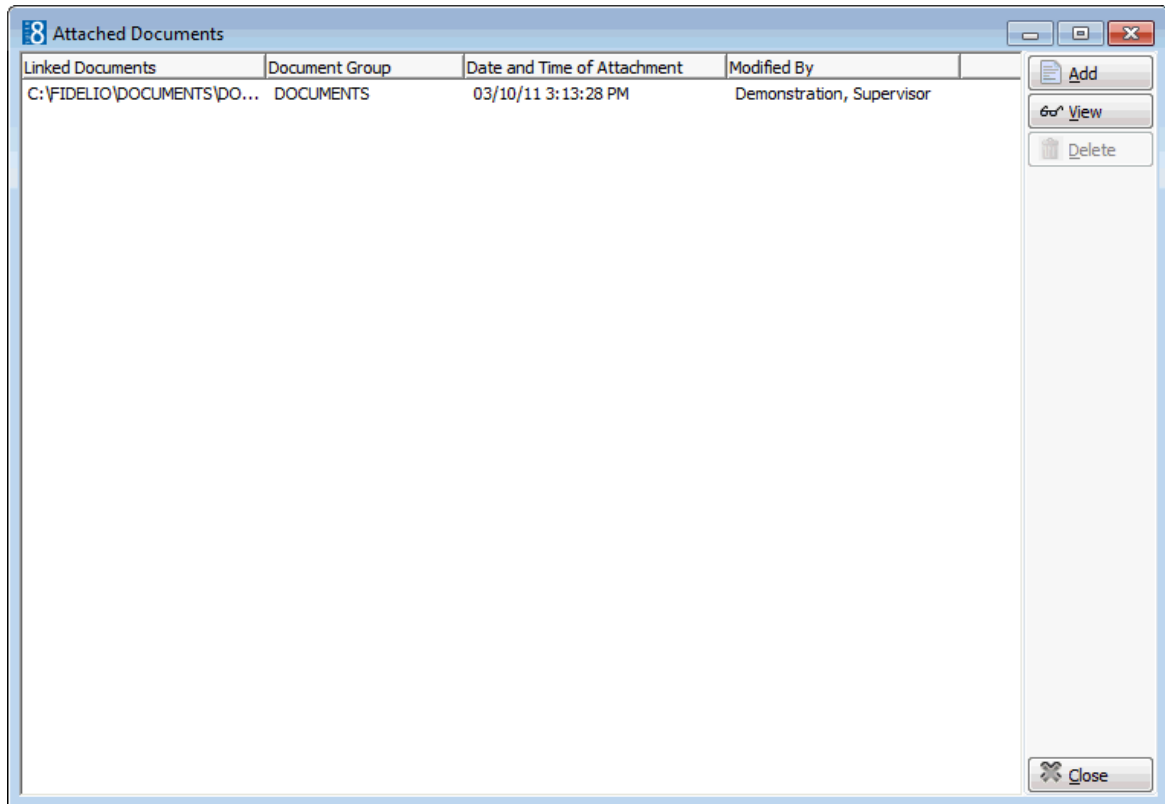 8 Attached Documents
Linked Documents Document Group Date and Time of Attachment Modified By
C:\FIDELIO\DOCUMENTS\DO... DOCUMENTS 03/10/11 3:13:28 PM Demonstration, Supervisor
Add
View
Delete
Close